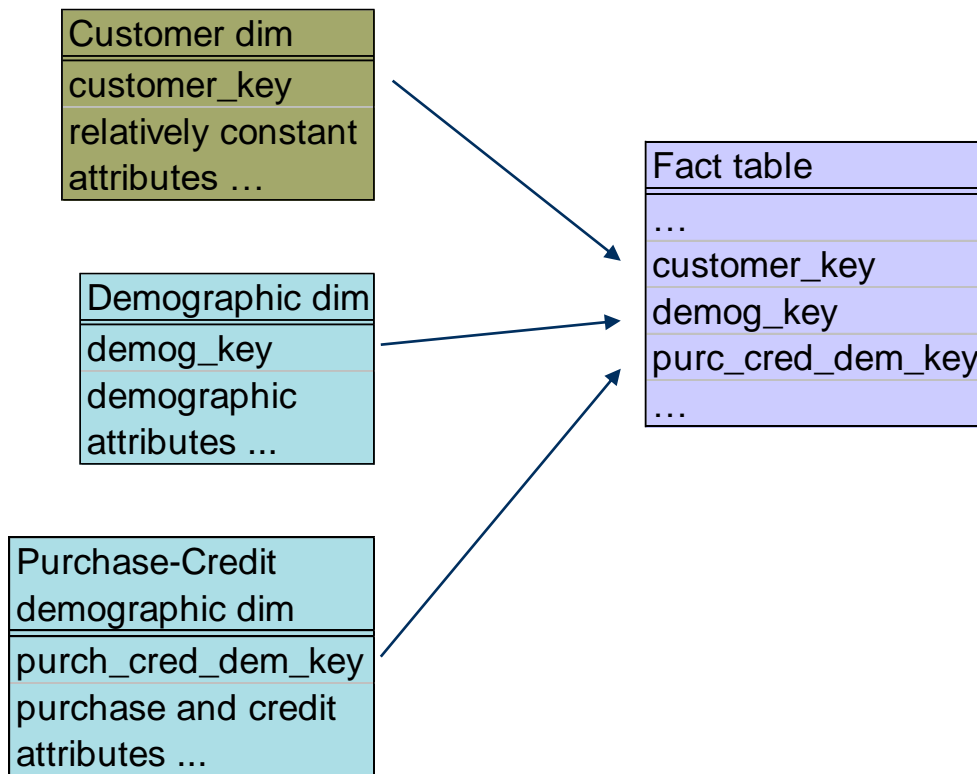 Customer dim
customer_key
relatively constant
attributes …
Demographic dim
demog_key
demographic
attributes ...
Purchase-Credit
demographic dim
purch_cred_dem_key
purchase and credit
attributes ...
Fact table
…
customer_key
demog_key
purc_cred_dem_key
…